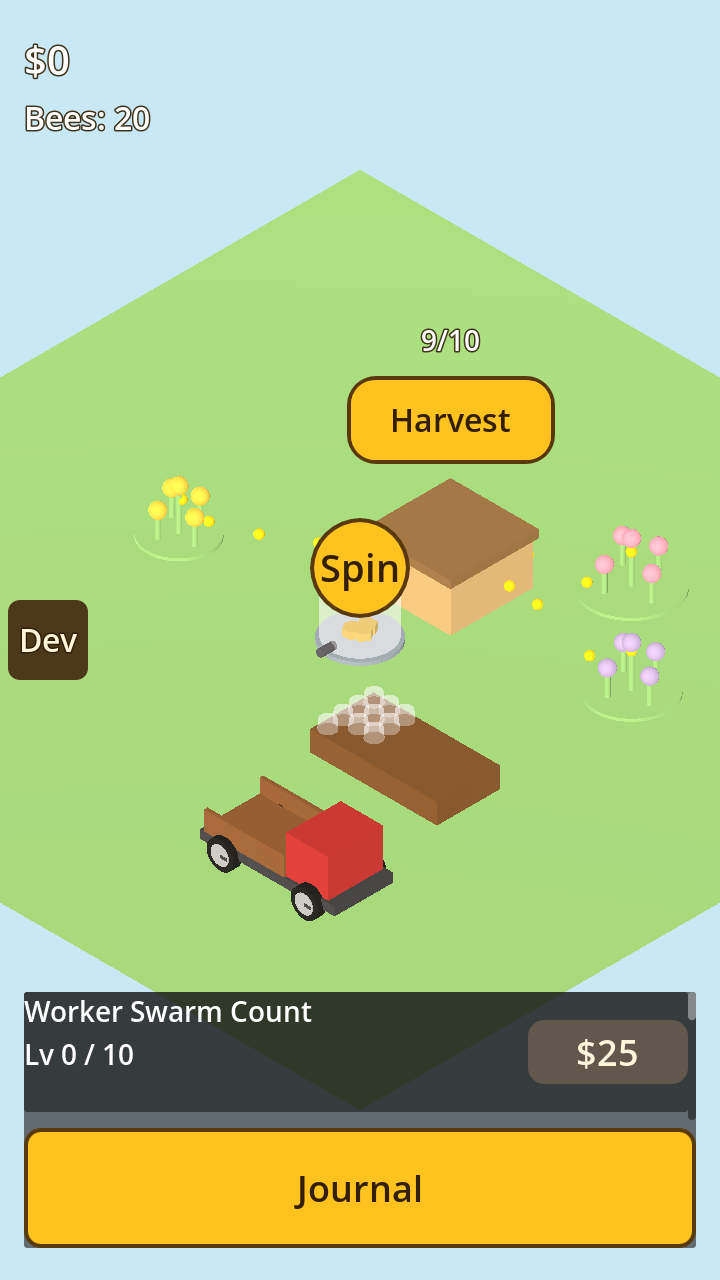 $0
Bees: 20
9/10
Harvest
Spin
Dev
Worker Swarm Count
Lv 0 / 10
$25
Journal